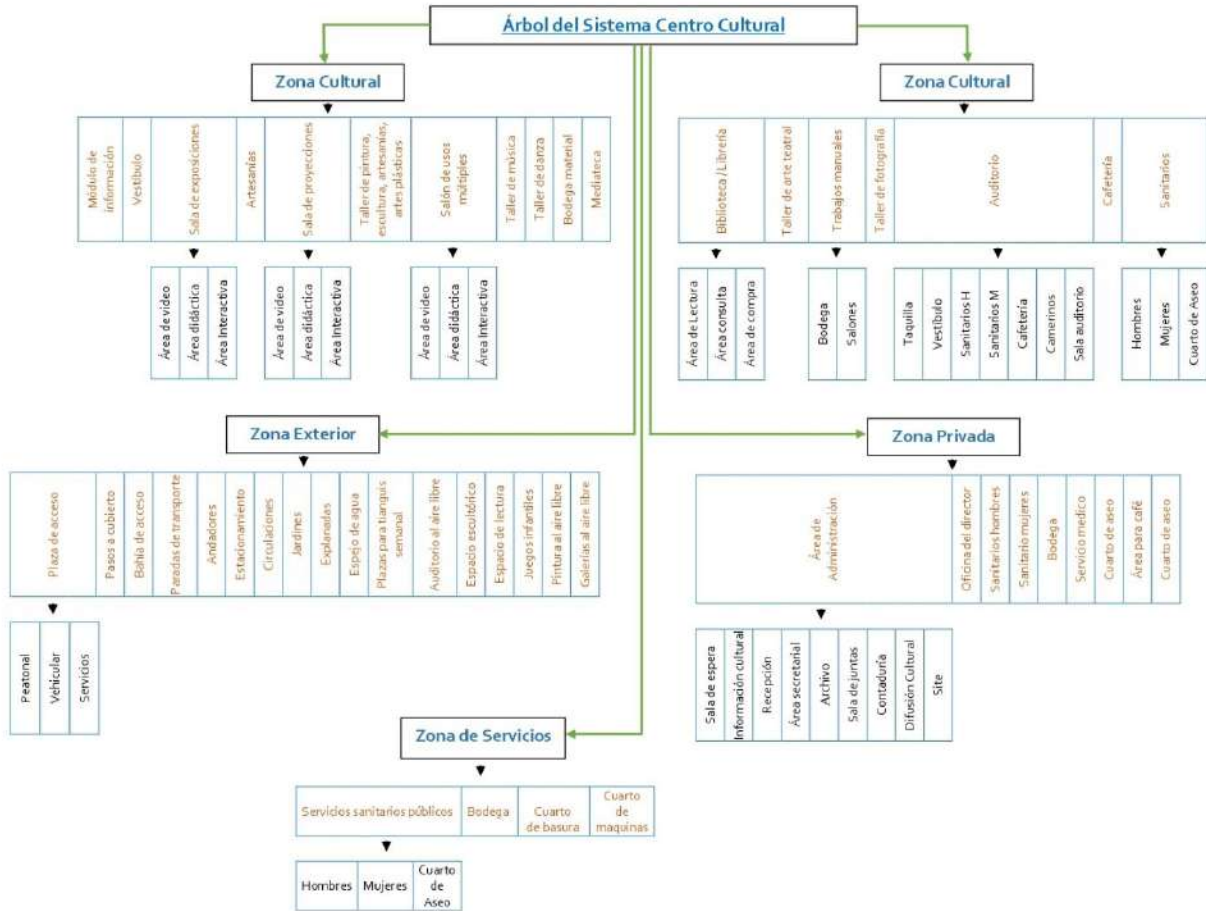 Árbol del Sistema Centro Cultural
Zona Cultural
Módulo de
información
Vestíbulo
Sala de exposiciones
Artesanías
Sala de proyecciones
Taller de pintura,
escultura, artesanías,
artes plásticas
Salón de usos
múltiples
Taller de música
Taller de danza
Bodega material
Mediateca
Área de video
Área didáctica
Área Interactiva
Área de video
Área didáctica
Área Interactiva
Área de video
Área didáctica
Área Interactiva
Zona Cultural
Biblioteca / Librería
Taller de arte teatral
Trabajos manuales
Taller de fotografía
Auditorio
Cafetería
Sanitarios
Área de Lectura
Área consulta
Área de compra
Bodega
Salones
Taquilla
Vestíbulo
Sanitarios H
Sanitarios M
Cafetería
Camerinos
Sala auditorio
Hombres
Mujeres
Cuarto de Aseo
Zona Exterior
Plaza de acceso
Pasos a cubierto
Bahía de acceso
Paradas de transporte
Andadores
Estacionamiento
Circulaciones
Jardines
Explanadas
Espejo de agua
Plazas para tianguis
semanal
Auditorio al aire libre
Espacio escultórico
Espacio de lectura
Juegos infantiles
Pintura al aire libre
Galerías al aire libre
Peatonal
Vehicular
Servicios
Zona Privada
Área de
Administración
Oficina del director
Sanitarios hombres
Sanitario mujeres
Bodega
Servicio medico
Cuarto de aseo
Área para café
Cuarto de aseo
Sala de espera
Información cultural
Recepción
Área secretarial
Archivo
Sala de juntas
Contaduría
Difusión Cultural
Site
Zona de Servicios
Servicios sanitarios públicos
Bodega
Cuarto
de basura
Cuarto
de
maquinas
Hombres
Mujeres
Cuarto
de
Aseo